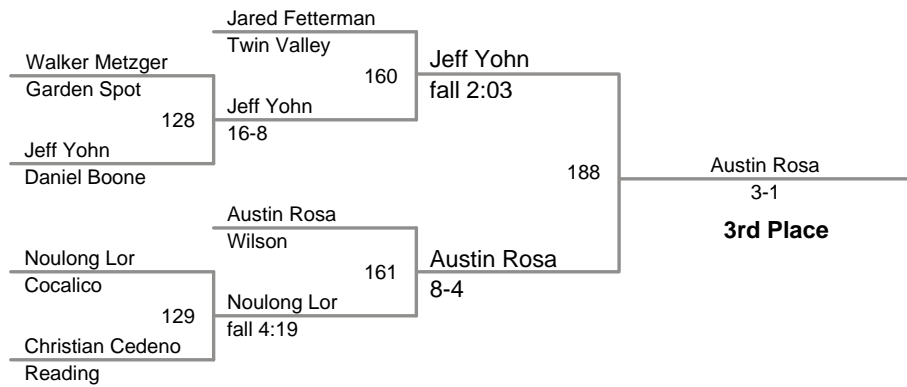 Jared Fetterman
Twin Valley
Walker Metzger
Garden Spot
160
Jeff Yohn
fall 2:03
128
Jeff Yohn
16-8
Jeff Yohn
Daniel Boone
188
Austin Rosa
3-1
3rd Place
Austin Rosa
Wilson
Noulong Lor
Cocalico
161
Austin Rosa
8-4
129
Noulong Lor
fall 4:19
Christian Cedeno
Reading